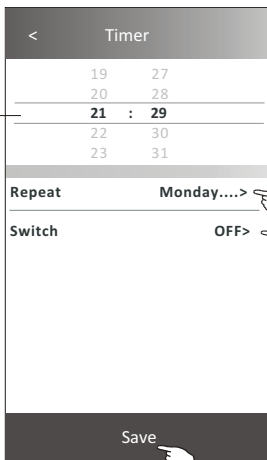 < Timer
19 27
20 28
21 : 29
22 30
23 31
Repeat Monday....>
Switch OFF>
Save